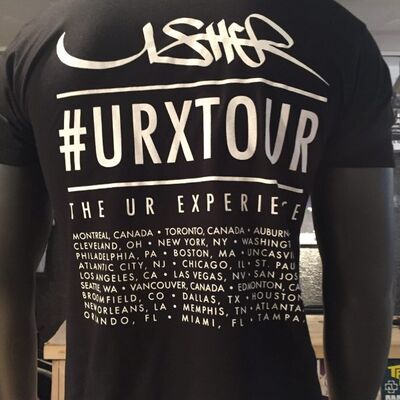 USHER
#URXTOUR
THE UR EXPERIE
MONTREAL, CANADA • TORONTO, CANADA • AUBURN
CLEVELAND, OH • NEW YORK, NY • WASHINGT
PHILADELPHIA, PA • BOSTON, MA • UNCASVI
ATLANTIC CITY, NJ • CHICAGO, IL • ST. PAU
LOS ANGELES, CA • LAS VEGAS, NV • SAN JOS
SEATTLE, WA • VANCOUVER, CANADA • EDMONTON, CA
BROOMFIELD, CO • DALLAS, TX • HOUSTON
NEW ORLEANS, LA • MEMPHIS, TN • ATLANTA
ORLANDO, FL • MIAMI, FL • TAMPA,